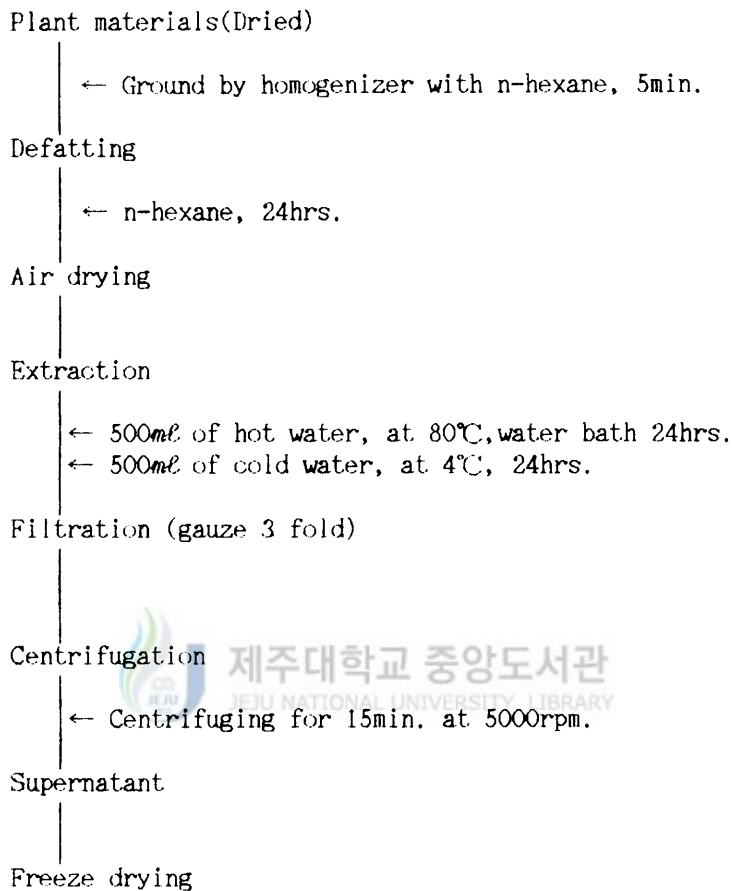 Plant materials(Dried)
← Ground by homogenizer with n-hexane, 5min.
Defatting
← n-hexane, 24hrs.
Air drying
Extraction
← 500mℓ of hot water, at 80℃,water bath 24hrs.
← 500mℓ of cold water, at 4℃, 24hrs.
Filtration (gauze 3 fold)
제주대학교 중앙도서관
Centrifugation
JEJU
JEJU NATIONAL UNIVERSITY LIBRARY
← Centrifuging for 15min. at 5000rpm.
Supernatant
Freeze drying